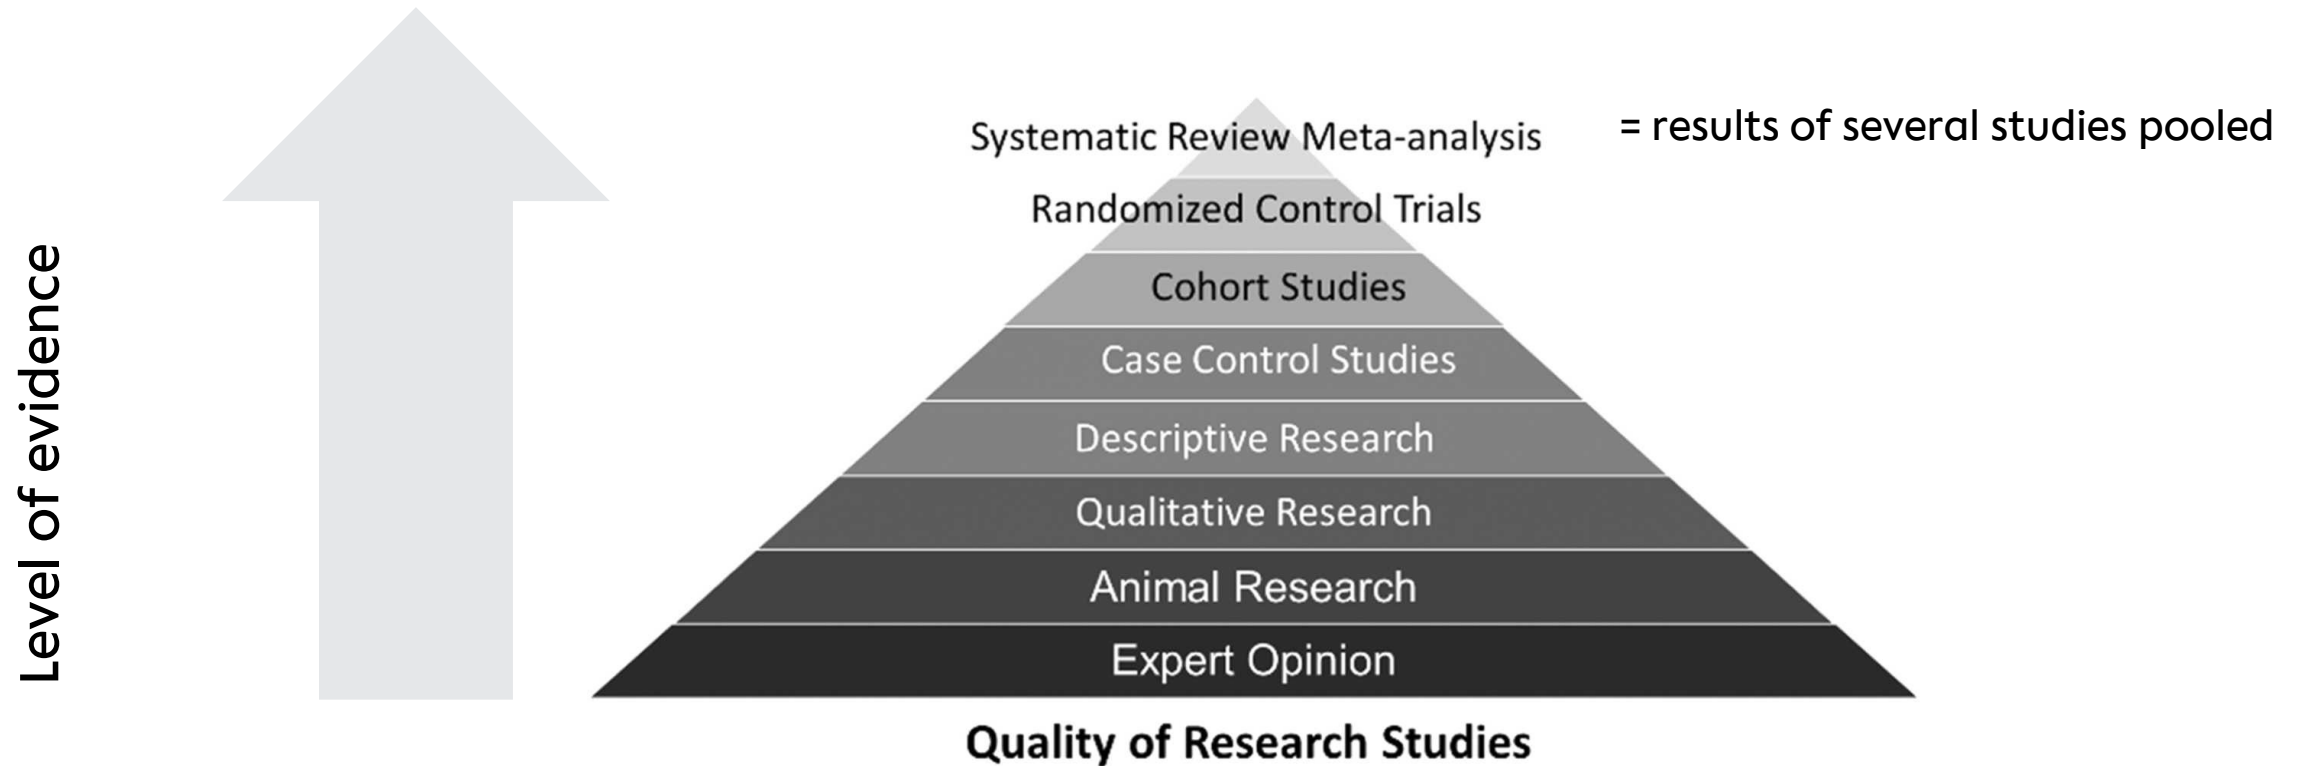 Level of evidence
Systematic Review Meta-analysis
= results of several studies pooled
Randomized Control Trials
Cohort Studies
Case Control Studies
Descriptive Research
Qualitative Research
Animal Research
Expert Opinion
Quality of Research Studies